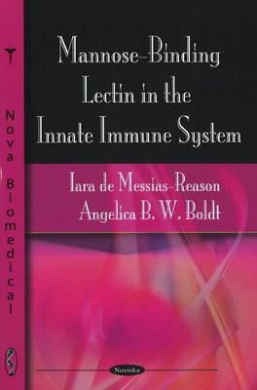 Mannose-Binding
Lectin in the
Innate Immune System
Iara de Messias-Reason
Angelica B. W. Boldt
Nova Biomedical
Novinka